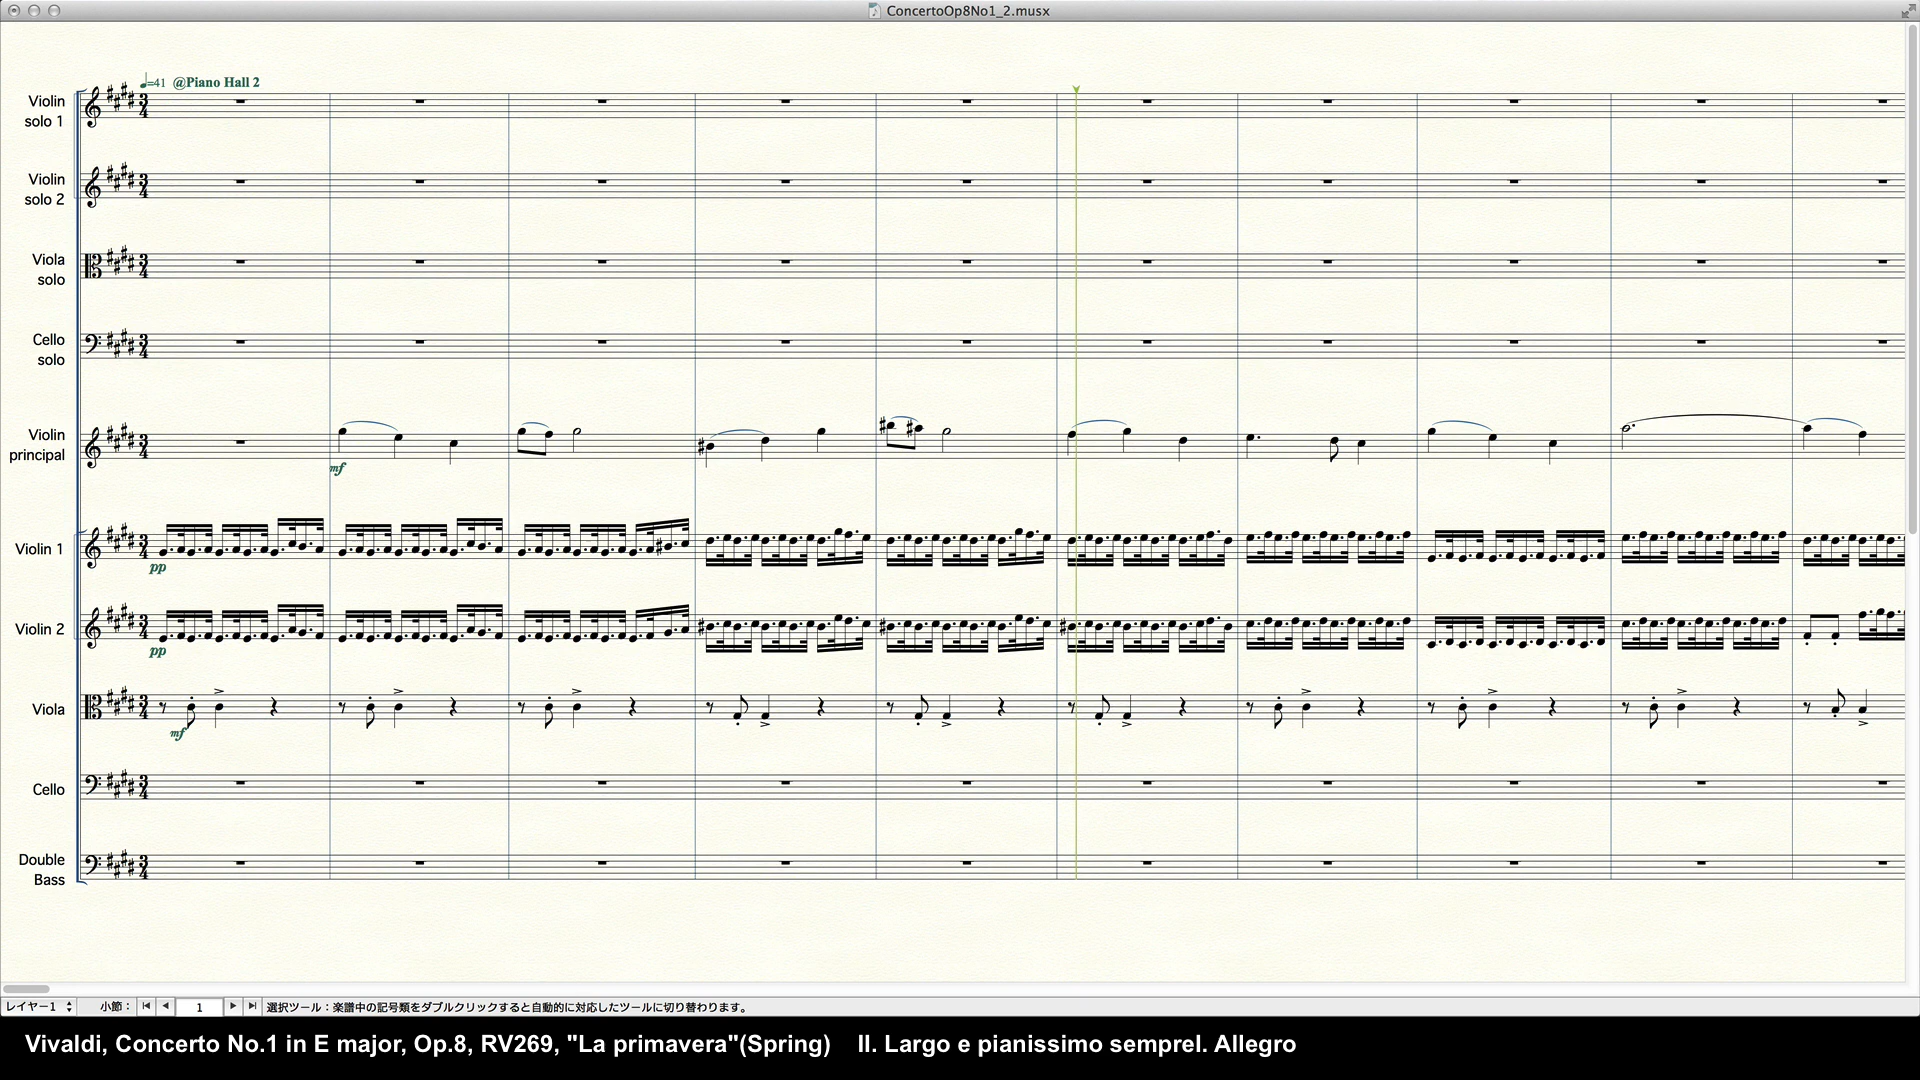 ConcertoOp8No1_2.musx
♩=41 @Piano Hall 2
Violin
solo 1
Violin
solo 2
Viola
solo
Cello
solo
Violin
principal
mf
Violin 1
pp
Violin 2
pp
Viola
mf
Cello
Double
Bass
レイヤー1 小節： 1 選択ツール：楽譜中の記号類をダブルクリックすると自動的に対応したツールに切り替わります。
Vivaldi, Concerto No.1 in E major, Op.8, RV269, "La primavera"(Spring) II. Largo e pianissimo semprel. Allegro